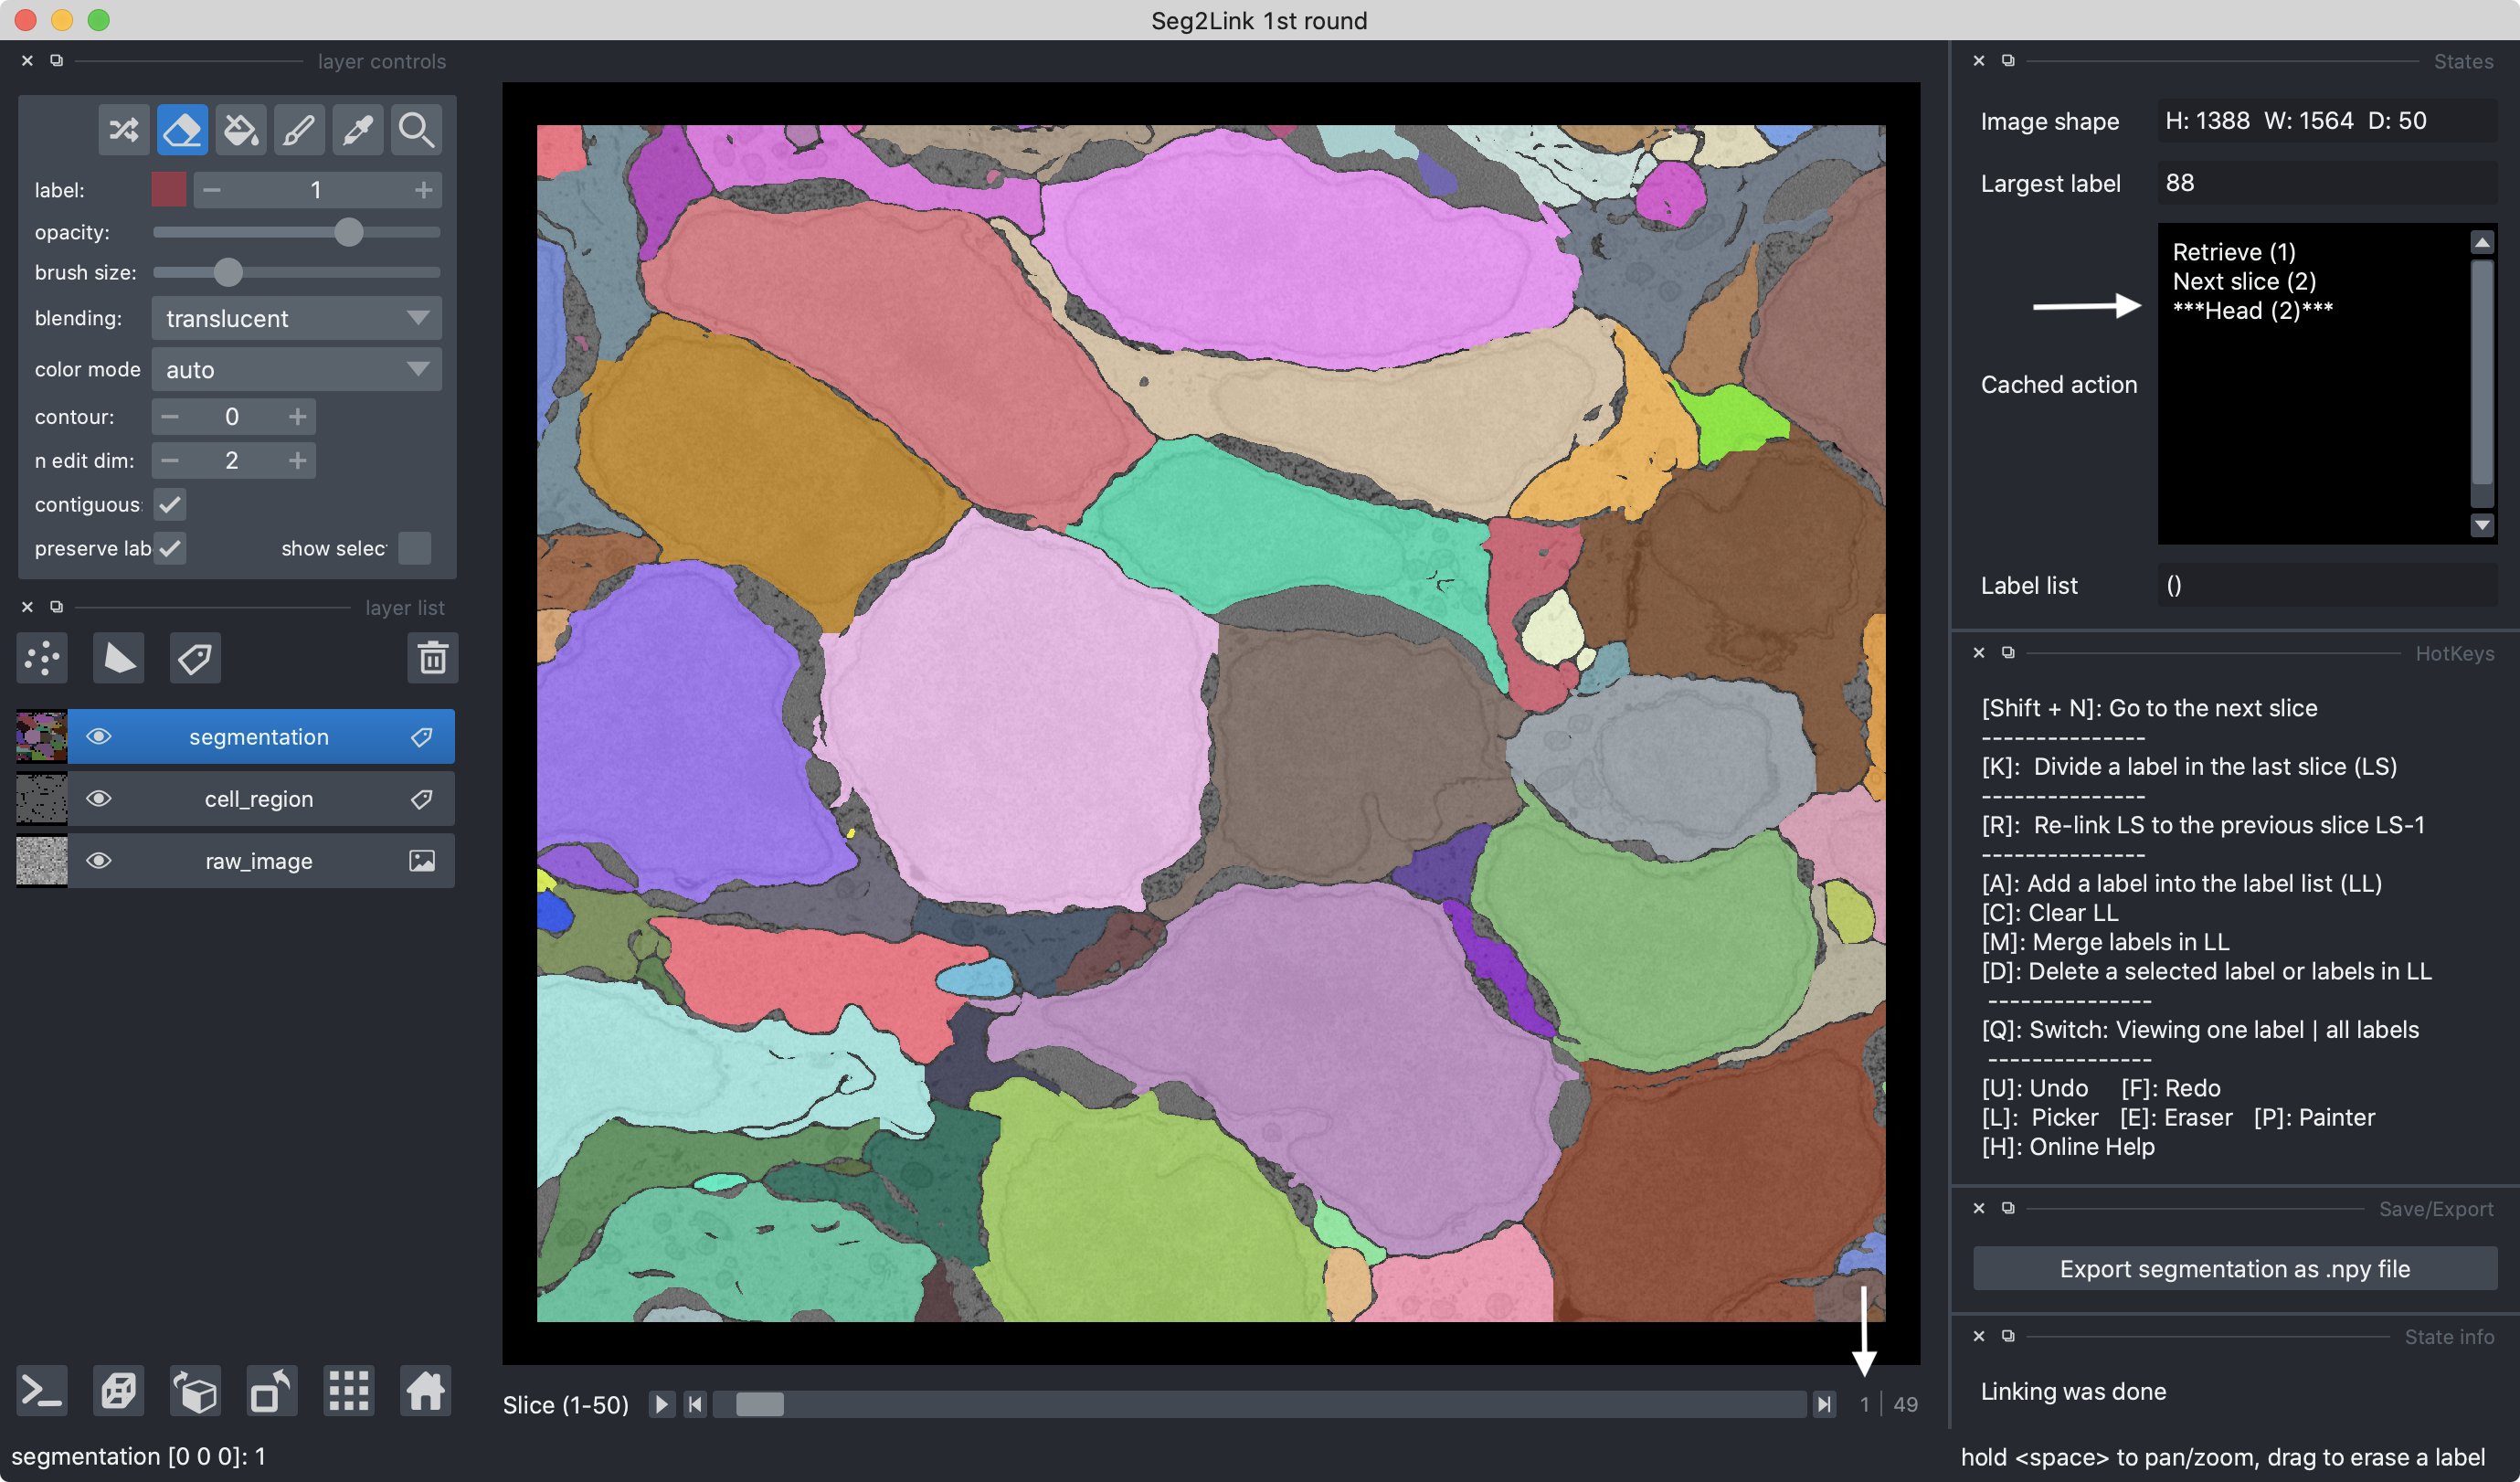 Seg2Link 1st round
layer controls
label:
1
opacity:
brush size:
blending:
translucent
color mode
auto
contour:
0
n edit dim:
2
contiguous:
preserve lab
show selec
layer list
segmentation
cell_region
raw_image
Slice (1-50)
1 | 49
segmentation [0 0 0]: 1
States
Image shape
H: 1388 W: 1564 D: 50
Largest label
88
Cached action
Retrieve (1)
Next slice (2)
***Head (2)***
Label list
()
HotKeys
[Shift + N]: Go to the next slice
---------------
[K]: Divide a label in the last slice (LS)
---------------
[R]: Re-link LS to the previous slice LS-1
---------------
[A]: Add a label into the label list (LL)
[C]: Clear LL
[M]: Merge labels in LL
[D]: Delete a selected label or labels in LL
---------------
[Q]: Switch: Viewing one label | all labels
---------------
[U]: Undo [F]: Redo
[L]: Picker [E]: Eraser [P]: Painter
[H]: Online Help
Save/Export
Export segmentation as .npy file
State info
Linking was done
hold <space> to pan/zoom, drag to erase a label